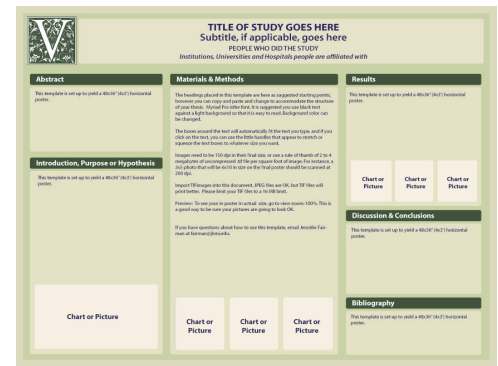 V
TITLE OF STUDY GOES HERE
Subtitle, if applicable, goes here
PEOPLE WHO DID THE STUDY
Institutions, Universities and Hospitals people are affiliated with
Abstract
This template is set up to yield a 48x36" (4x3') horizontal
poster.
Introduction, Purpose or Hypothesis
This template is set up to yield a 48x36" (4x3') horizontal
poster.
Chart or Picture
Materials & Methods
The headings placed in this template are here as suggested starting points,
however you can copy and paste and change to accommodate the structure
of your thesis. Myriad Pro is the font. It is suggested you use black text
against a light background so that it is easy to read. Background color can
be changed.
The boxes around the text will automatically fit the text you type, and if you
click on the text, you can use the little handles that appear to stretch or
squeeze the text boxes to whatever size you want.
Images need to be 150 dpi in their final size, or use a rule of thumb of 2 to 4
megabytes of uncompressed .tif file per square foot of image. For instance, a
3x5 photo that will be 6x10 in size on the final poster should be scanned at
200 dpi.
Import TIF images into this document. JPEG files are OK, but TIF files will
print better. Please limit your TIF files to a 16 MB limit.
Preview: To see your in poster in actual size, go to view-zoom-100%. This is
a good way to be sure your pictures are going to look OK.
If you have questions about how to use this template, email Jennifer Fair-
man at fairman@jhmi.edu.
Chart or
Picture
Chart or
Picture
Chart or
Picture
Results
This template is set up to yield a 48x36" (4x3') horizontal
poster.
Chart or
Picture
Chart or
Picture
Chart or
Picture
Discussion & Conclusions
This template is set up to yield a 48x36" (4x3') horizontal
poster.
Bibliography
This template is set up to yield a 48x36" (4x3') horizontal
poster.